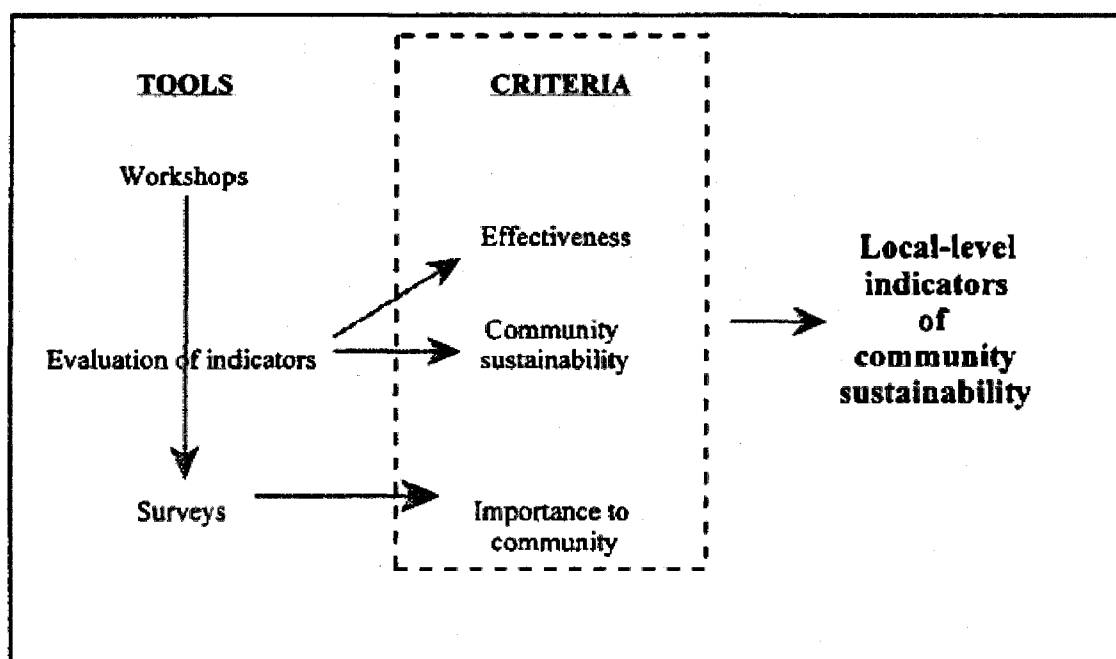 TOOLS
CRITERIA
Workshops
Effectiveness
Evaluation of indicators
Community
sustainability
Surveys
Importance to
community
Local-level
indicators
of
community
sustainability